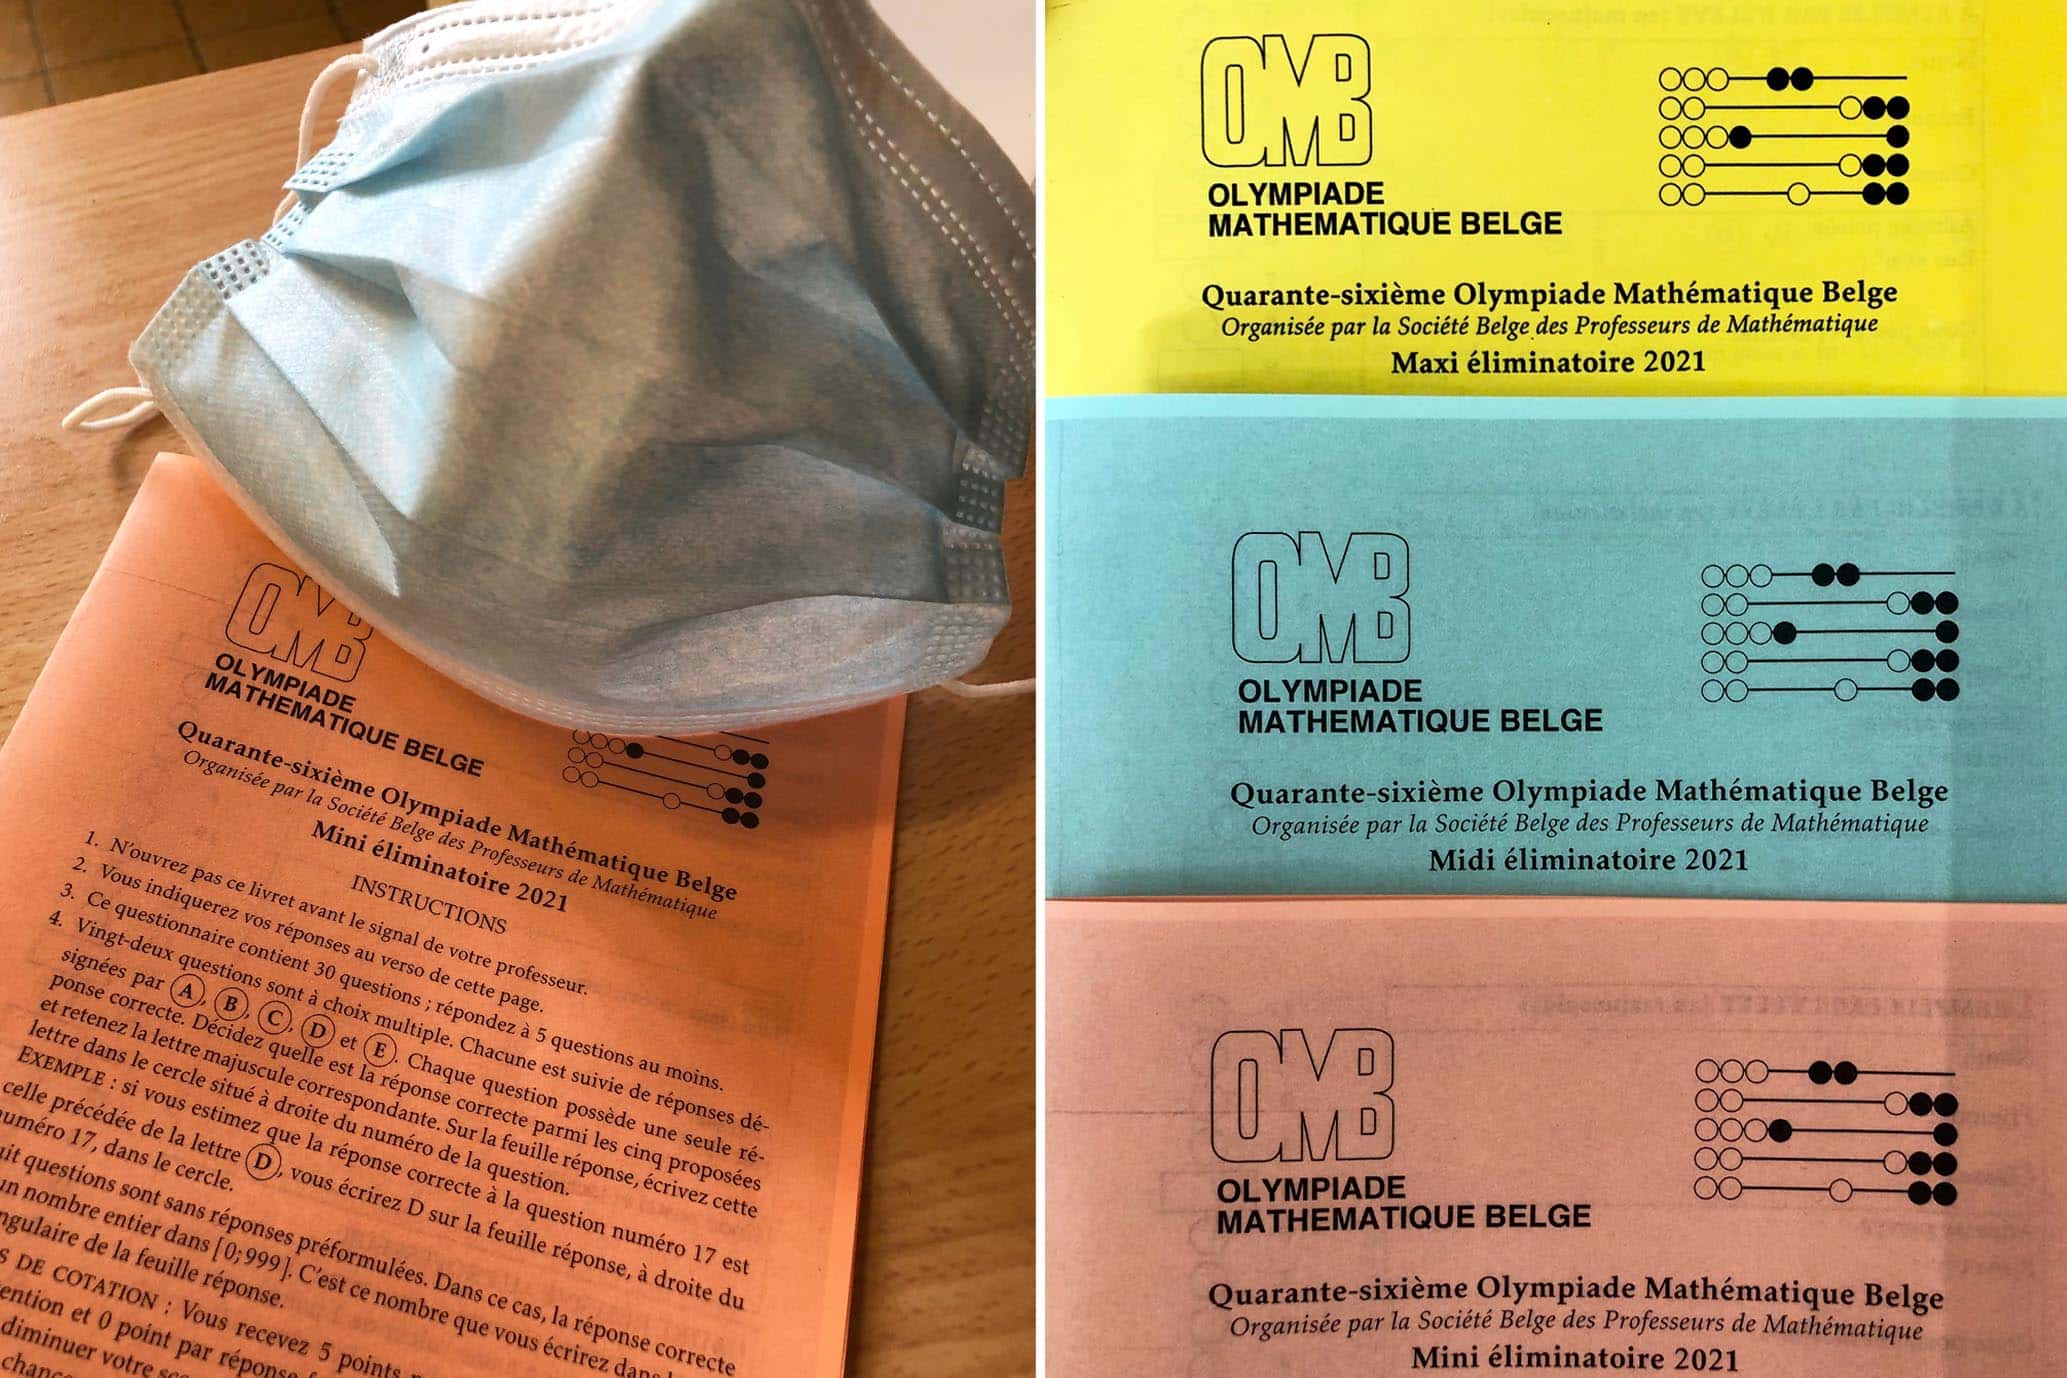 OMB
OLYMPIADE
MATHEMATIQUE BELGE
Quarante-sixième Olympiade Mathématique Belge
Organisée par la Société Belge des Professeurs de Mathématique
Mini éliminatoire 2021
INSTRUCTIONS
1. N'ouvrez pas ce livret avant le signal de votre professeur.
2. Vous indiquerez vos réponses au verso de cette page.
3. Ce questionnaire contient 30 questions ; répondez à 5 questions au moins.
4. Vingt-deux questions sont à choix multiple. Chacune est suivie de réponses dé-
signées par A, B, C, D et E. Chaque question possède une seule ré-
ponse correcte. Décidez quelle est la réponse correcte parmi les cinq proposées
et retenez la lettre majuscule correspondante. Sur la feuille réponse, écrivez cette
lettre dans le cercle situé à droite du numéro de la question.
EXEMPLE : si vous estimez que la réponse correcte à la question numéro 17 est
celle précédée de la lettre D, vous écrirez D sur la feuille réponse, à droite du
numéro 17, dans le cercle.
questions sont sans réponses préformulées. Dans ce cas, la réponse correcte
un nombre entier dans [0;999]. C'est ce nombre que vous écrirez
de la feuille réponse.
DE COTATION : Vous recevez 5 points
et 0 point par réponse
diminuer votre
OMB
OLYMPIADE
MATHEMATIQUE BELGE
Quarante-sixième Olympiade Mathématique Belge
Organisée par la Société Belge des Professeurs de Mathématique
Maxi éliminatoire 2021
OMB
OLYMPIADE
MATHEMATIQUE BELGE
Quarante-sixième Olympiade Mathématique Belge
Organisée par la Société Belge des Professeurs de Mathématique
Midi éliminatoire 2021
OMB
OLYMPIADE
MATHEMATIQUE BELGE
Quarante-sixième Olympiade Mathématique Belge
Organisée par la Société Belge des Professeurs de Mathématique
Mini éliminatoire 2021